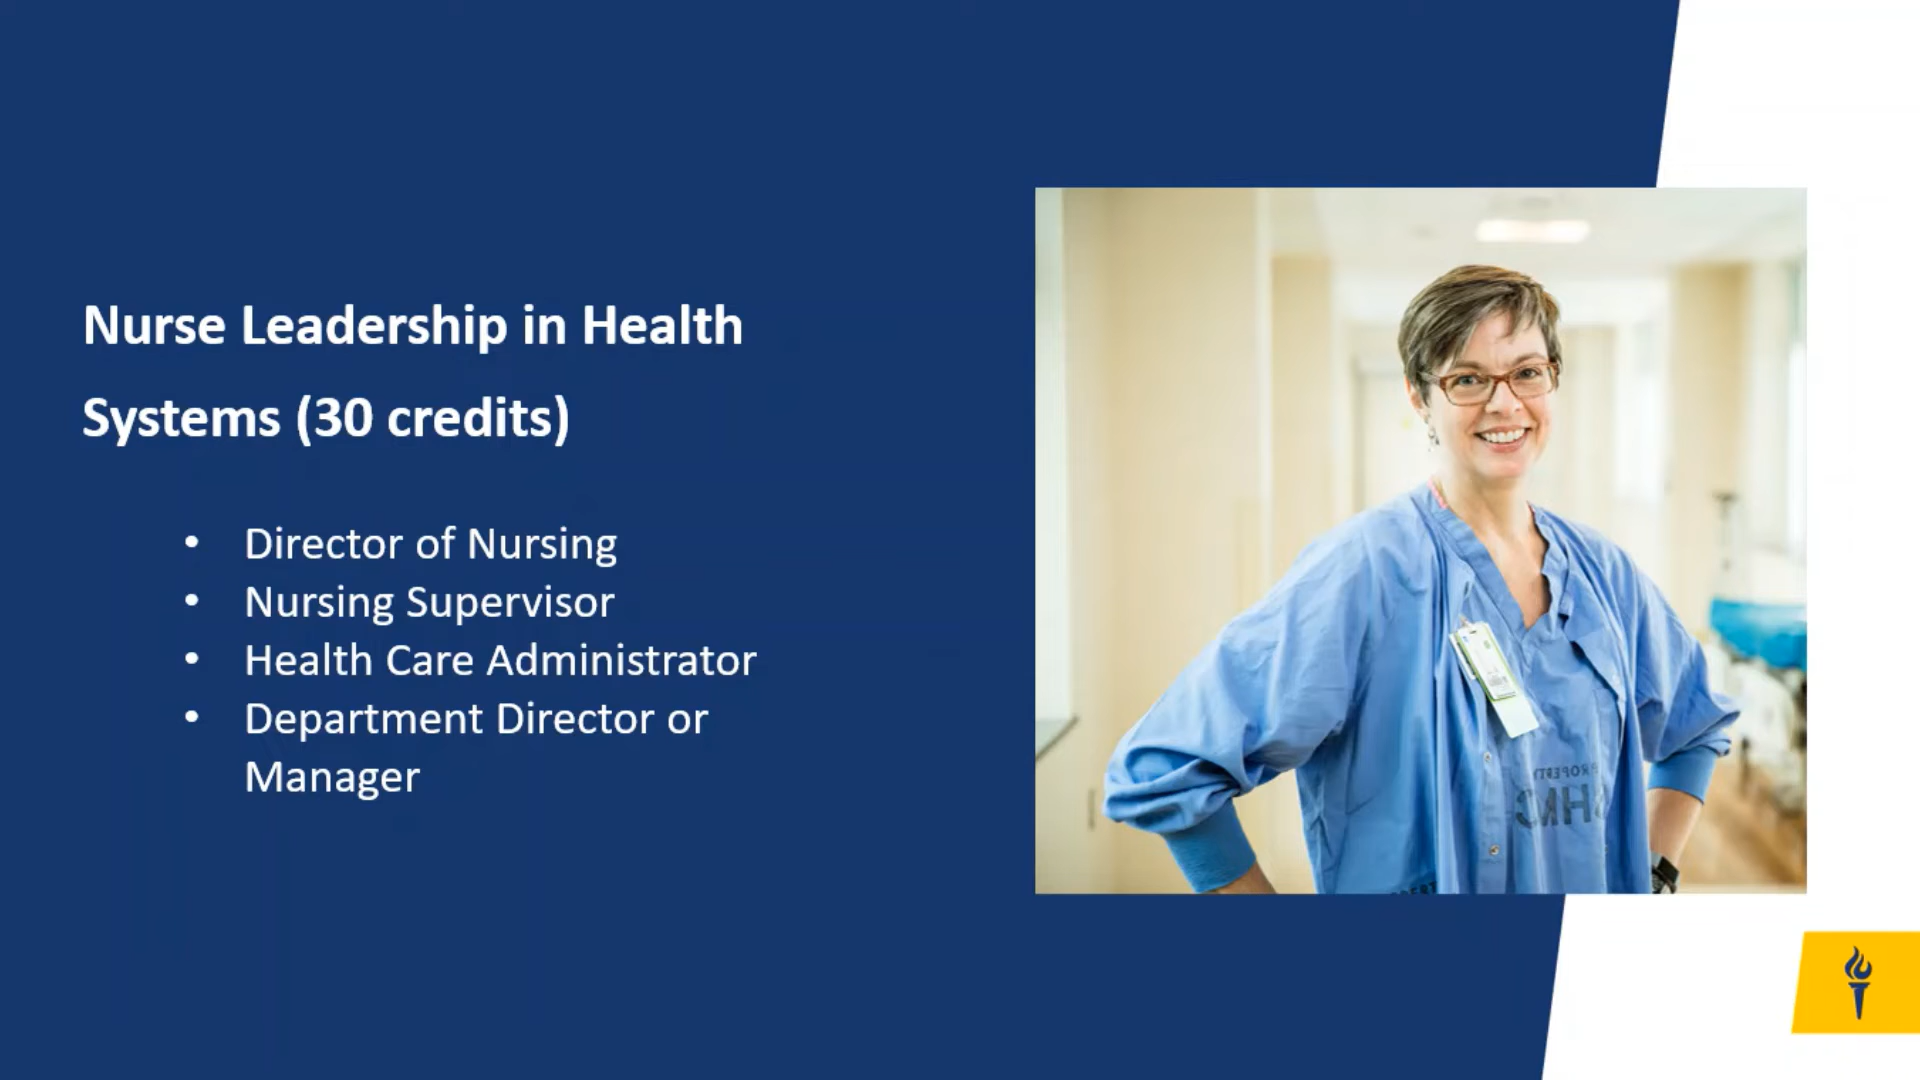 Nurse Leadership in Health
Systems (30 credits)
• Director of Nursing
• Nursing Supervisor
• Health Care Administrator
• Department Director or
Manager